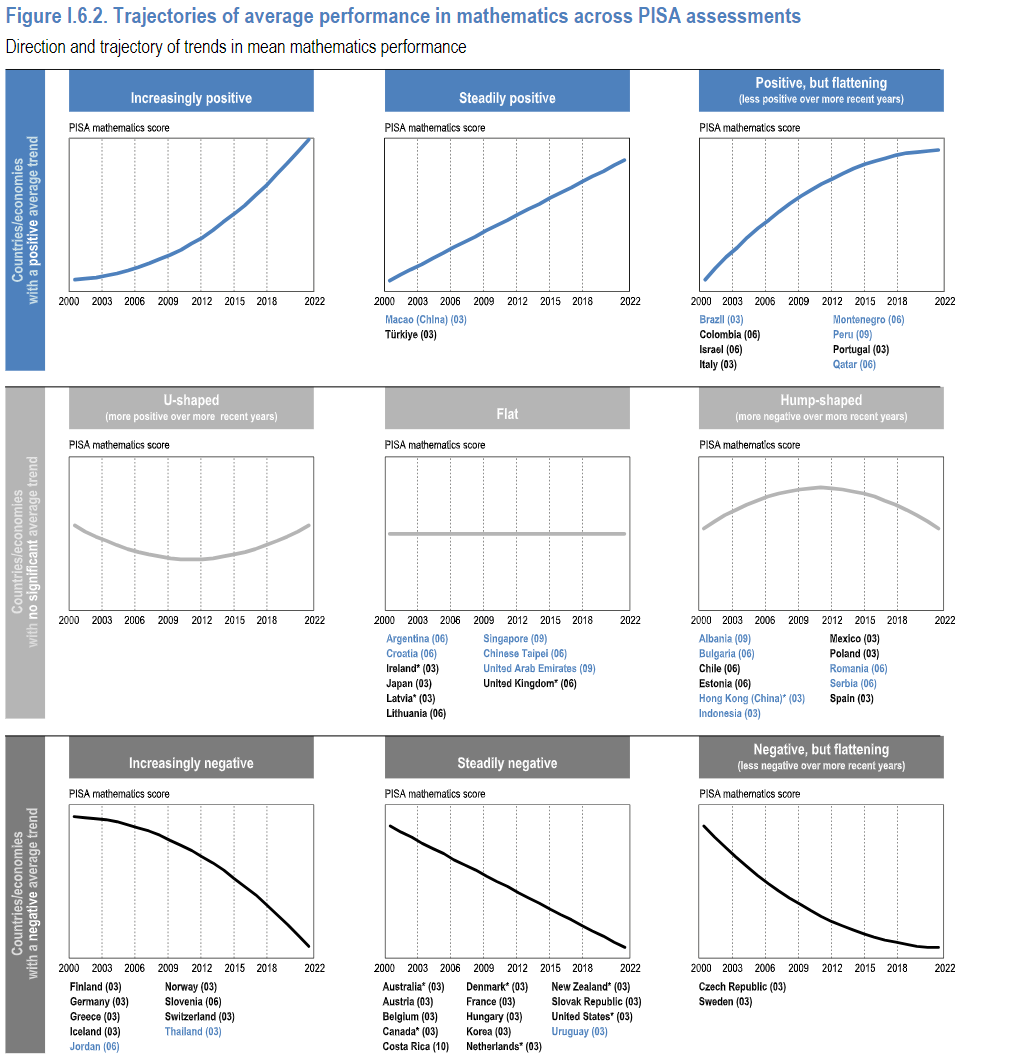 Figure I.6.2. Trajectories of average performance in mathematics across PISA assessments
Direction and trajectory of trends in mean mathematics performance
Countries/economies
with a positive average trend
Increasingly positive
PISA mathematics score
2000 2003 2006 2009 2012 2015 2018 2022
Steadily positive
PISA mathematics score
2000 2003 2006 2009 2012 2015 2018 2022
Macao (China) (03)
Türkiye (03)
Positive, but flattening
(less positive over more recent years)
PISA mathematics score
2000 2003 2006 2009 2012 2015 2018 2022
Brazil (03)
Colombia (06)
Israel (06)
Italy (03)
Montenegro (06)
Peru (09)
Portugal (03)
Qatar (06)
Countries/economies
with no significant average trend
U-shaped
(more positive over more recent years)
PISA mathematics score
2000 2003 2006 2009 2012 2015 2018 2022
Flat
PISA mathematics score
2000 2003 2006 2009 2012 2015 2018 2022
Argentina (06)
Croatia (06)
Ireland* (03)
Japan (03)
Latvia* (03)
Lithuania (06)
Singapore (09)
Chinese Taipei (06)
United Arab Emirates (09)
United Kingdom* (06)
Hump-shaped
(more negative over more recent years)
PISA mathematics score
2000 2003 2006 2009 2012 2015 2018 2022
Albania (09)
Bulgaria (06)
Chile (06)
Estonia (06)
Hong Kong (China)* (03)
Indonesia (03)
Mexico (03)
Poland (03)
Romania (06)
Serbia (06)
Spain (03)
Countries/economies
with a negative average trend
Increasingly negative
PISA mathematics score
2000 2003 2006 2009 2012 2015 2018 2022
Finland (03)
Germany (03)
Greece (03)
Iceland (03)
Jordan (06)
Norway (03)
Slovenia (06)
Switzerland (03)
Thailand (03)
Steadily negative
PISA mathematics score
2000 2003 2006 2009 2012 2015 2018 2022
Australia* (03)
Austria (03)
Belgium (03)
Canada* (03)
Costa Rica (10)
Denmark* (03)
France (03)
Hungary (03)
Korea (03)
Netherlands* (03)
New Zealand* (03)
Slovak Republic (03)
United States* (03)
Uruguay (03)
Negative, but flattening
(less negative over more recent years)
PISA mathematics score
2000 2003 2006 2009 2012 2015 2018 2022
Czech Republic (03)
Sweden (03)